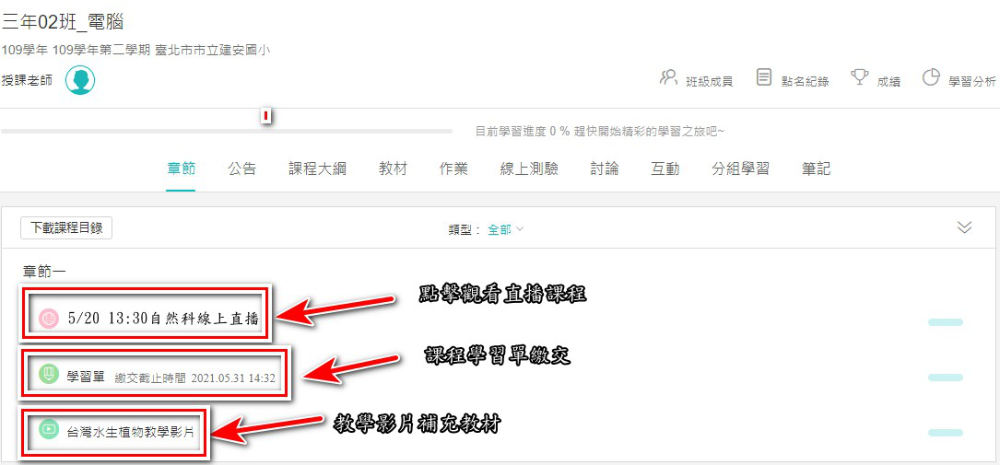 三年02班_電腦
109學年 109學年第二學期 臺北市市立建安國小
授課老師
班級成員 點名紀錄 成績 學習分析
目前學習進度 0 % 趕快開始精彩的學習之旅吧~
章節 公告 課程大綱 教材 作業 線上測驗 討論 互動 分組學習 筆記
下載課程目錄 類型： 全部
章節一
點擊觀看直播課程
5/20 13:30自然科線上直播
課程學習單繳交
學習單 繳交截止時間 2021.05.31 14:32
教學影片補充教材
台灣水生植物教學影片